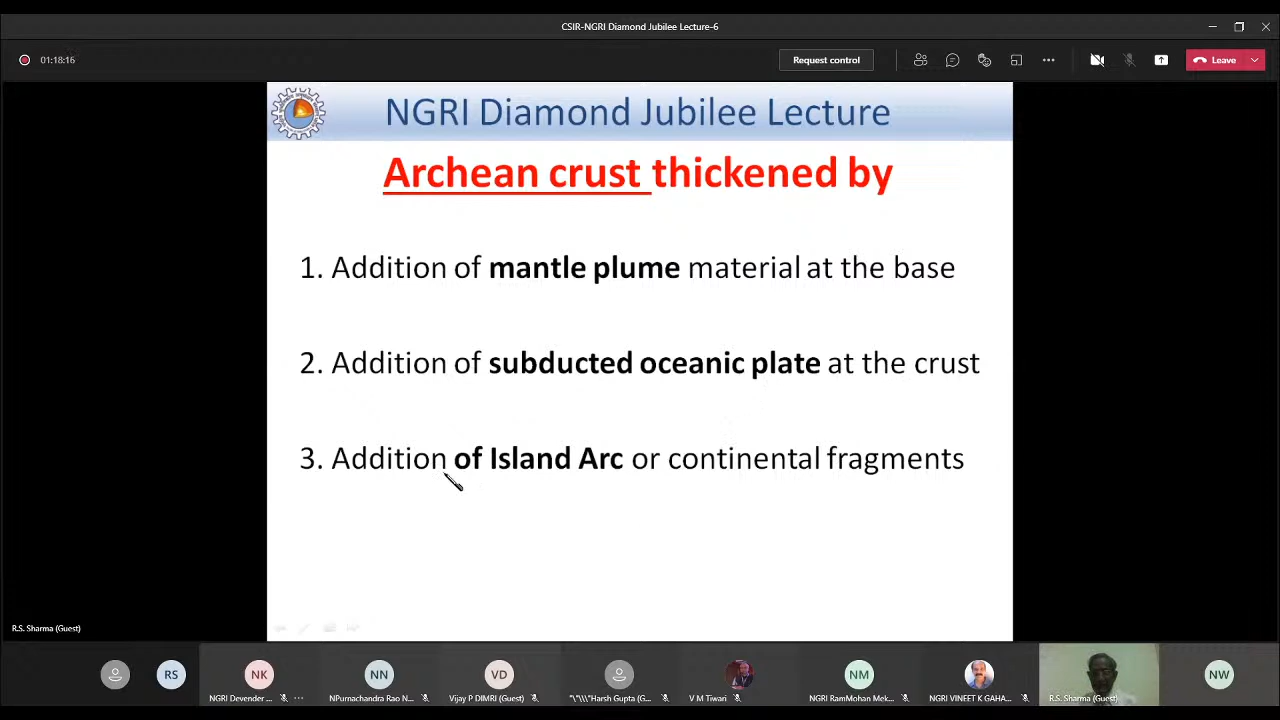 CSIR-NGRI Diamond Jubilee Lecture-6
01:18:16
Request control
Leave
NGRI Diamond Jubilee Lecture
Archean crust thickened by
1. Addition of mantle plume material at the base
2. Addition of subducted oceanic plate at the crust
3. Addition of Island Arc or continental fragments
R.S. Sharma (Guest)
RS
NK
NN
VD
NM
NW
NGRI Devender ...
NPurnachandra Rao N...
Vijay P DIMRI (Guest)
"\"\"Harsh Gupta (G...
V M Tiwari
NGRI RamMohan Mek...
NGRI VINEET K GAHA...
R.S. Sharma (Guest)